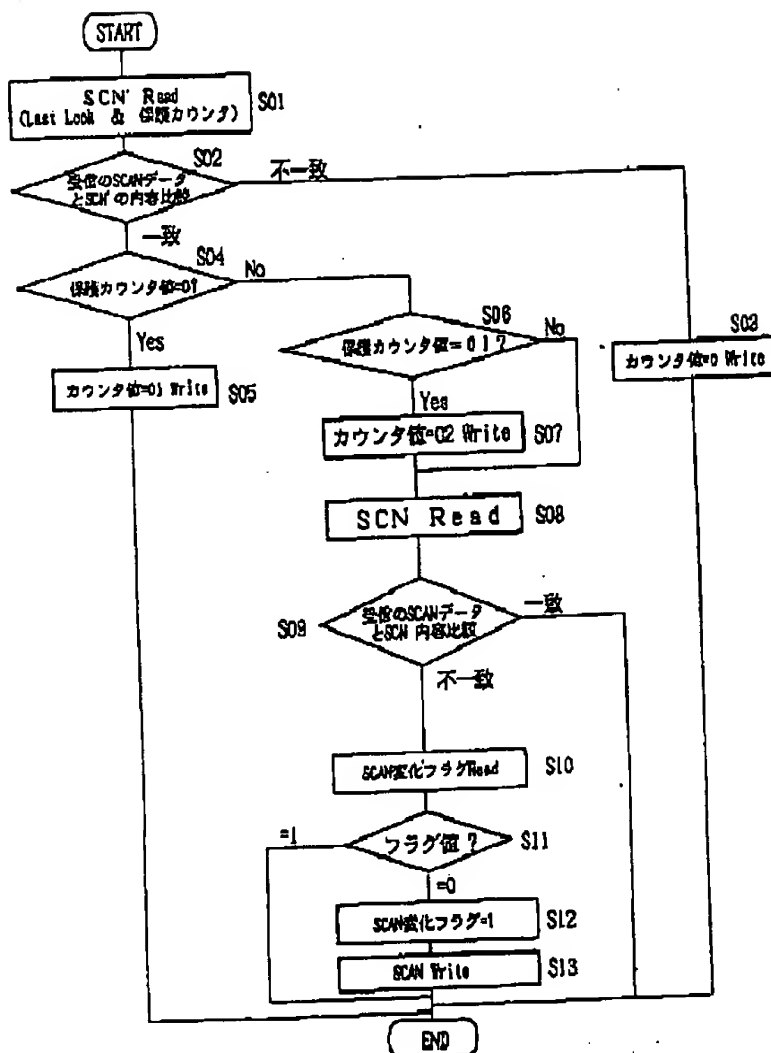 START
SCN' Read
(Last Look & 保護カウンタ)
S01
S02
不一致
受信のSCANデータ
とSCN'の内容比較
一致
S04
No
保護カウンタ値=0?
S06
No
保護カウンタ値=01?
S03
カウンタ値=0 Write
Yes
カウンタ値=01 Write
S05
Yes
カウンタ値=02 Write
S07
SCN Read
S08
受信のSCANデータ
とSCN 内容比較
一致
S09
不一致
SCAN変化フラグRead
S10
=1
フラグ値?
S11
=0
SCAN変化フラグ=1
S12
SCAN Write
S13
END